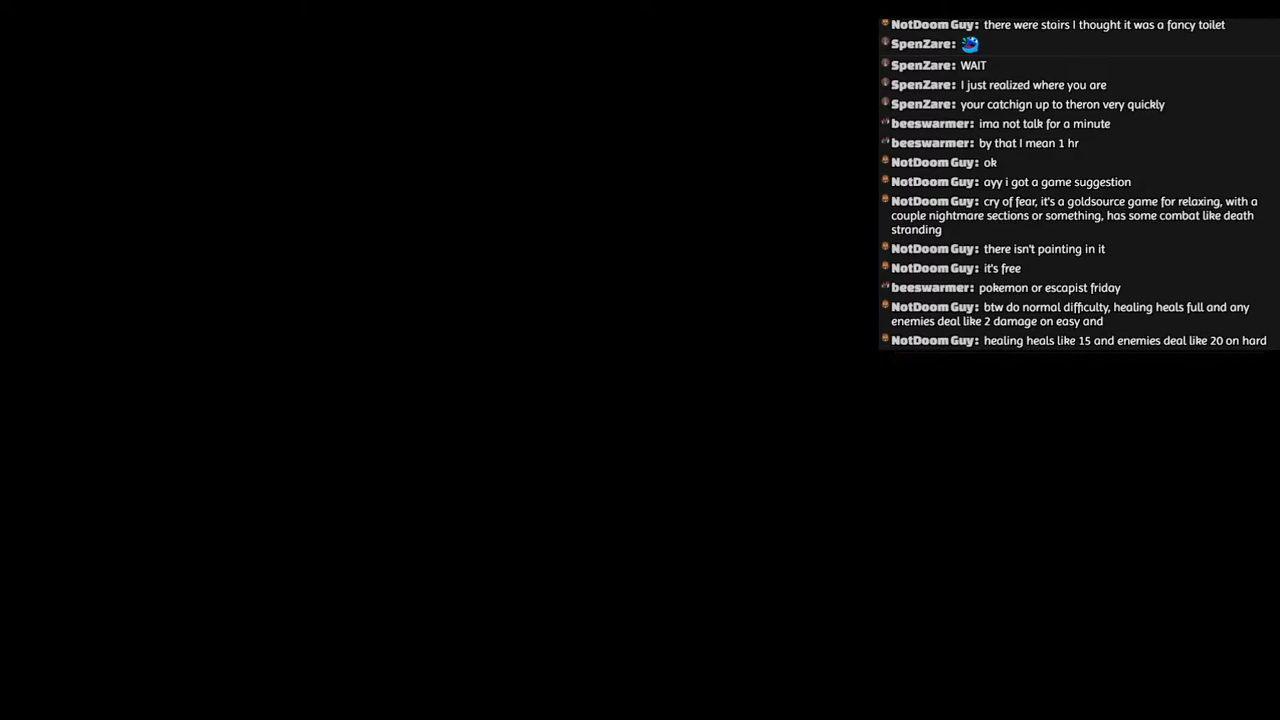 NotDoom Guy: there were stairs I thought it was a fancy toilet
SpenZare:
SpenZare: WAIT
SpenZare: I just realized where you are
SpenZare: your catchign up to theron very quickly
beeswarmer: ima not talk for a minute
beeswarmer: by that I mean 1 hr
NotDoom Guy: ok
NotDoom Guy: ayy i got a game suggestion
NotDoom Guy: cry of fear, it's a goldsource game for relaxing, with a
couple nightmare sections or something, has some combat like death
stranding
NotDoom Guy: there isn't painting in it
NotDoom Guy: it's free
beeswarmer: pokemon or escapist friday
NotDoom Guy: btw do normal difficulty, healing heals full and any
enemies deal like 2 damage on easy and
NotDoom Guy: healing heals like 15 and enemies deal like 20 on hard